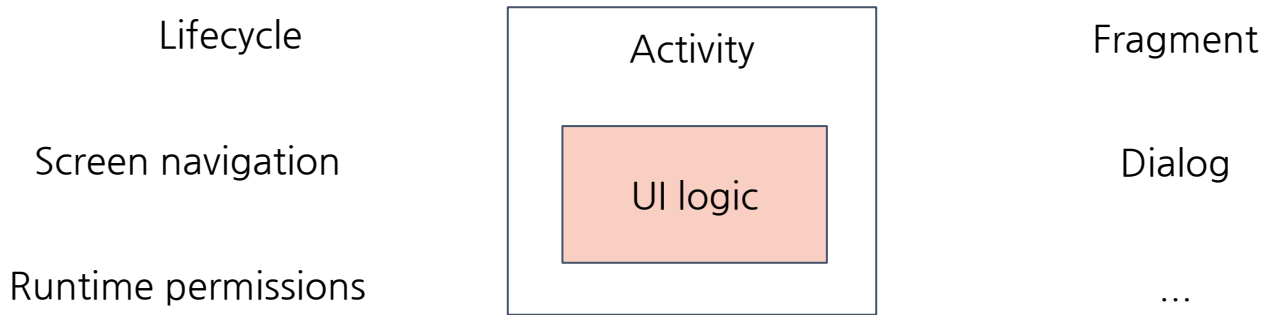 Lifecycle
Screen navigation
Runtime permissions
Activity
UI logic
Fragment
Dialog
...